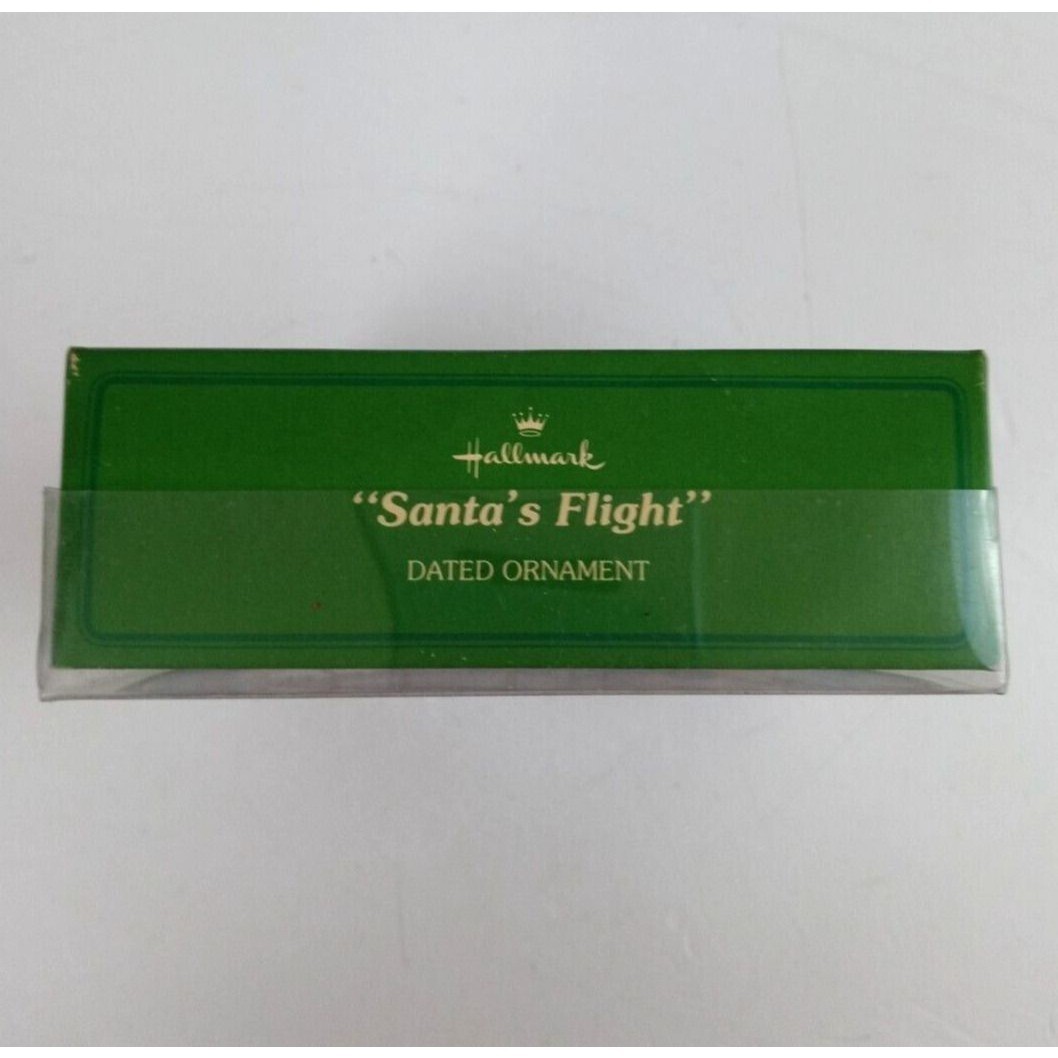 Hallmark
“Santa’s Flight”
DATED ORNAMENT